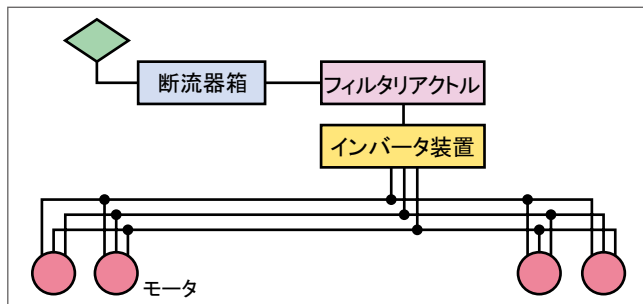 断流器箱
フィルタリアクトル
インバータ装置
モータ